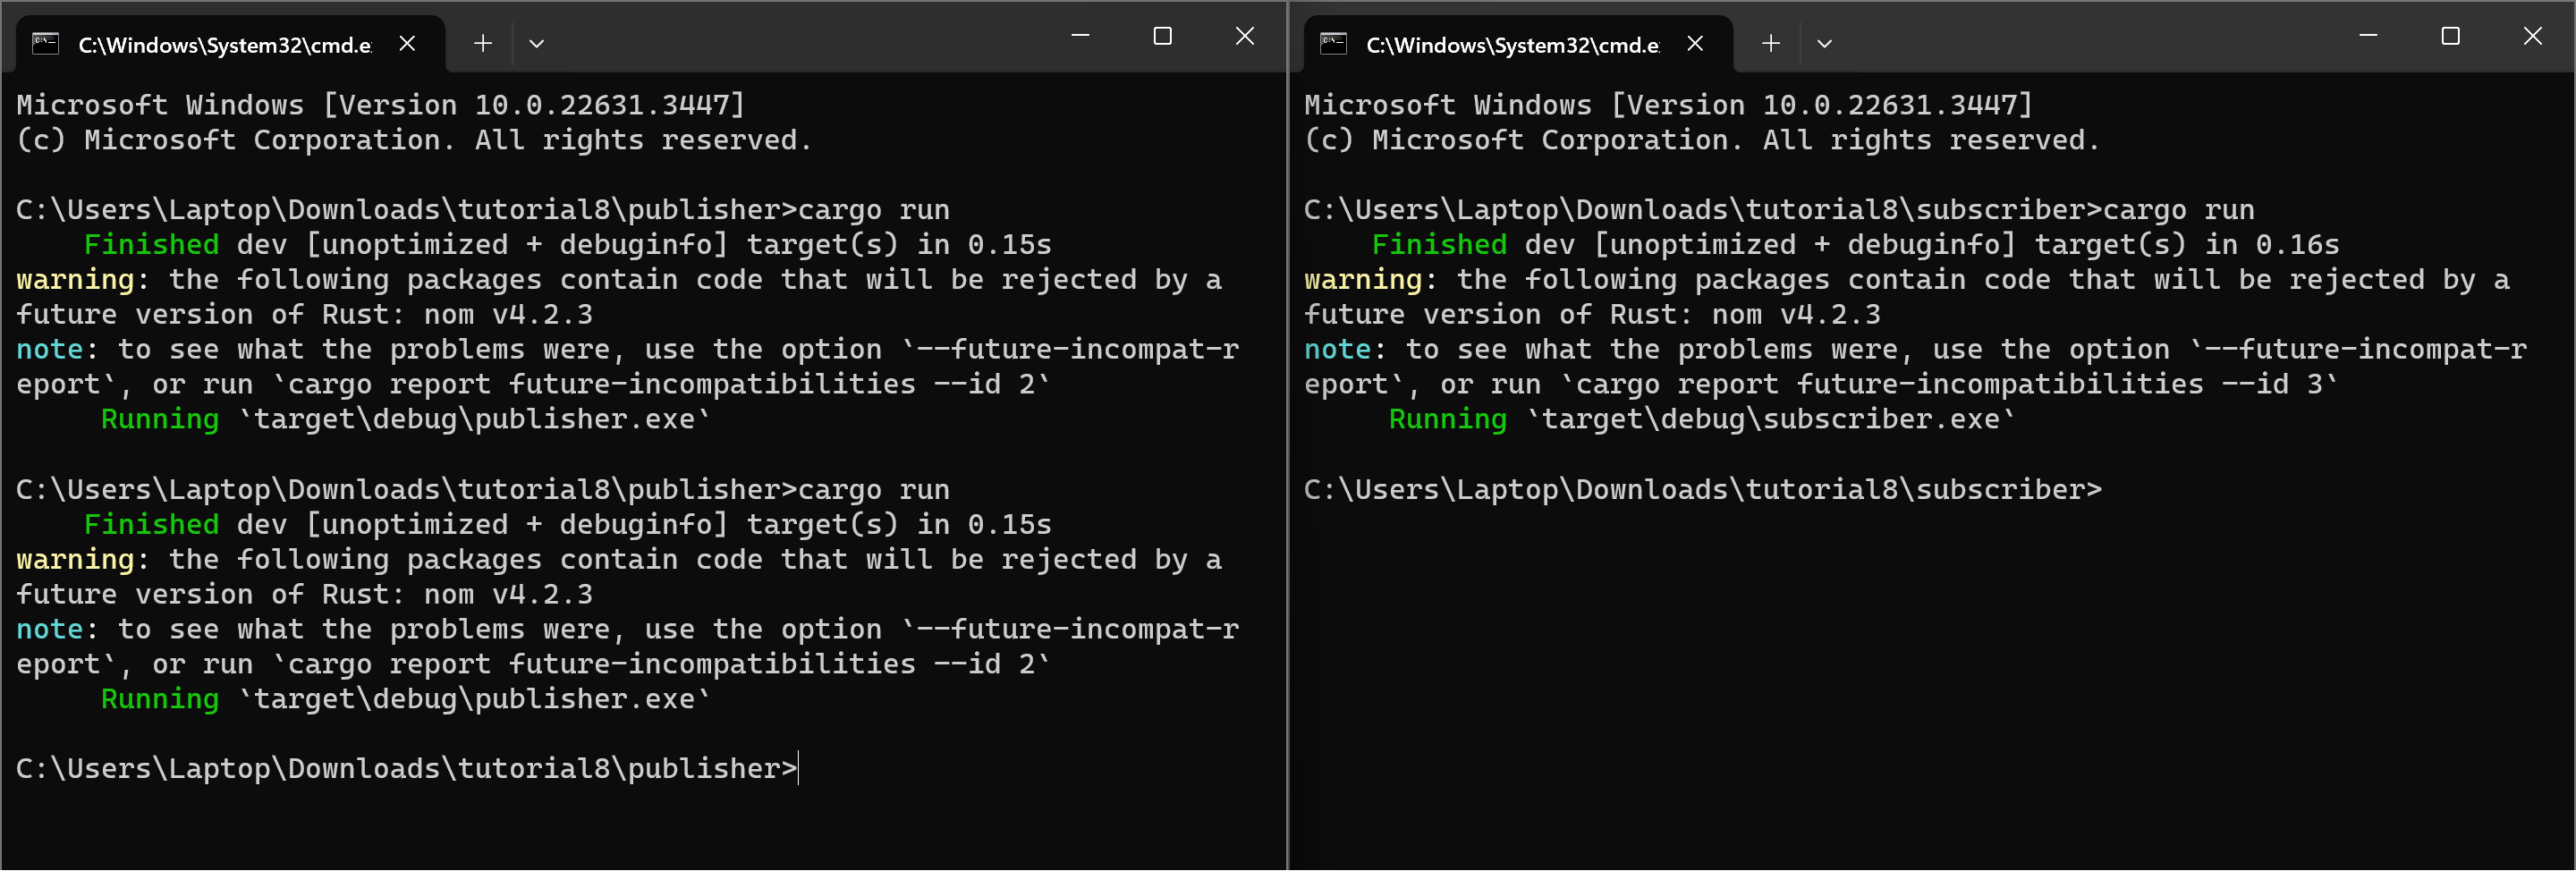 C:\Windows\System32\cmd.e
Microsoft Windows [Version 10.0.22631.3447]
(c) Microsoft Corporation. All rights reserved.
C:\Users\Laptop\Downloads\tutorial8\publisher>cargo run
Finished dev [unoptimized + debuginfo] target(s) in 0.15s
warning: the following packages contain code that will be rejected by a
future version of Rust: nom v4.2.3
note: to see what the problems were, use the option `--future-incompat-r
eport`, or run `cargo report future-incompatibilities --id 2`
Running `target\debug\publisher.exe`
C:\Users\Laptop\Downloads\tutorial8\publisher>cargo run
Finished dev [unoptimized + debuginfo] target(s) in 0.15s
warning: the following packages contain code that will be rejected by a
future version of Rust: nom v4.2.3
note: to see what the problems were, use the option `--future-incompat-r
eport`, or run `cargo report future-incompatibilities --id 2`
Running `target\debug\publisher.exe`
C:\Users\Laptop\Downloads\tutorial8\publisher>
C:\Windows\System32\cmd.e
Microsoft Windows [Version 10.0.22631.3447]
(c) Microsoft Corporation. All rights reserved.
C:\Users\Laptop\Downloads\tutorial8\subscriber>cargo run
Finished dev [unoptimized + debuginfo] target(s) in 0.16s
warning: the following packages contain code that will be rejected by a
future version of Rust: nom v4.2.3
note: to see what the problems were, use the option `--future-incompat-r
eport`, or run `cargo report future-incompatibilities --id 3`
Running `target\debug\subscriber.exe`
C:\Users\Laptop\Downloads\tutorial8\subscriber>